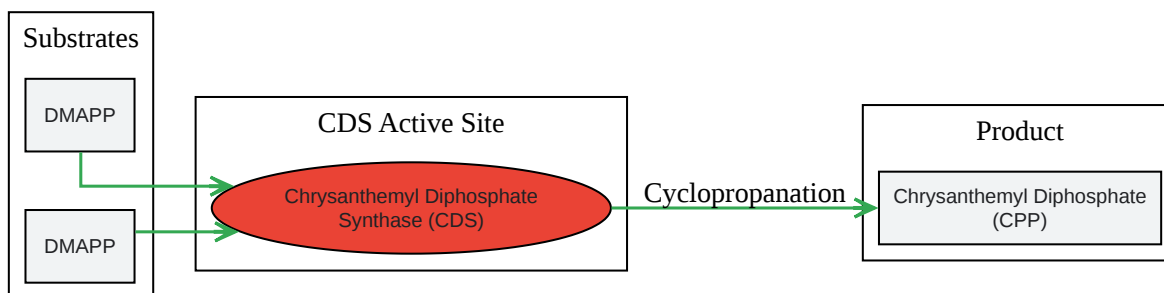 Substrates
DMAPP
DMAPP
CDS Active Site
Chrysanthemyl Diphosphate
Synthase (CDS)
Cyclopropanation
Product
Chrysanthemyl Diphosphate
(CPP)